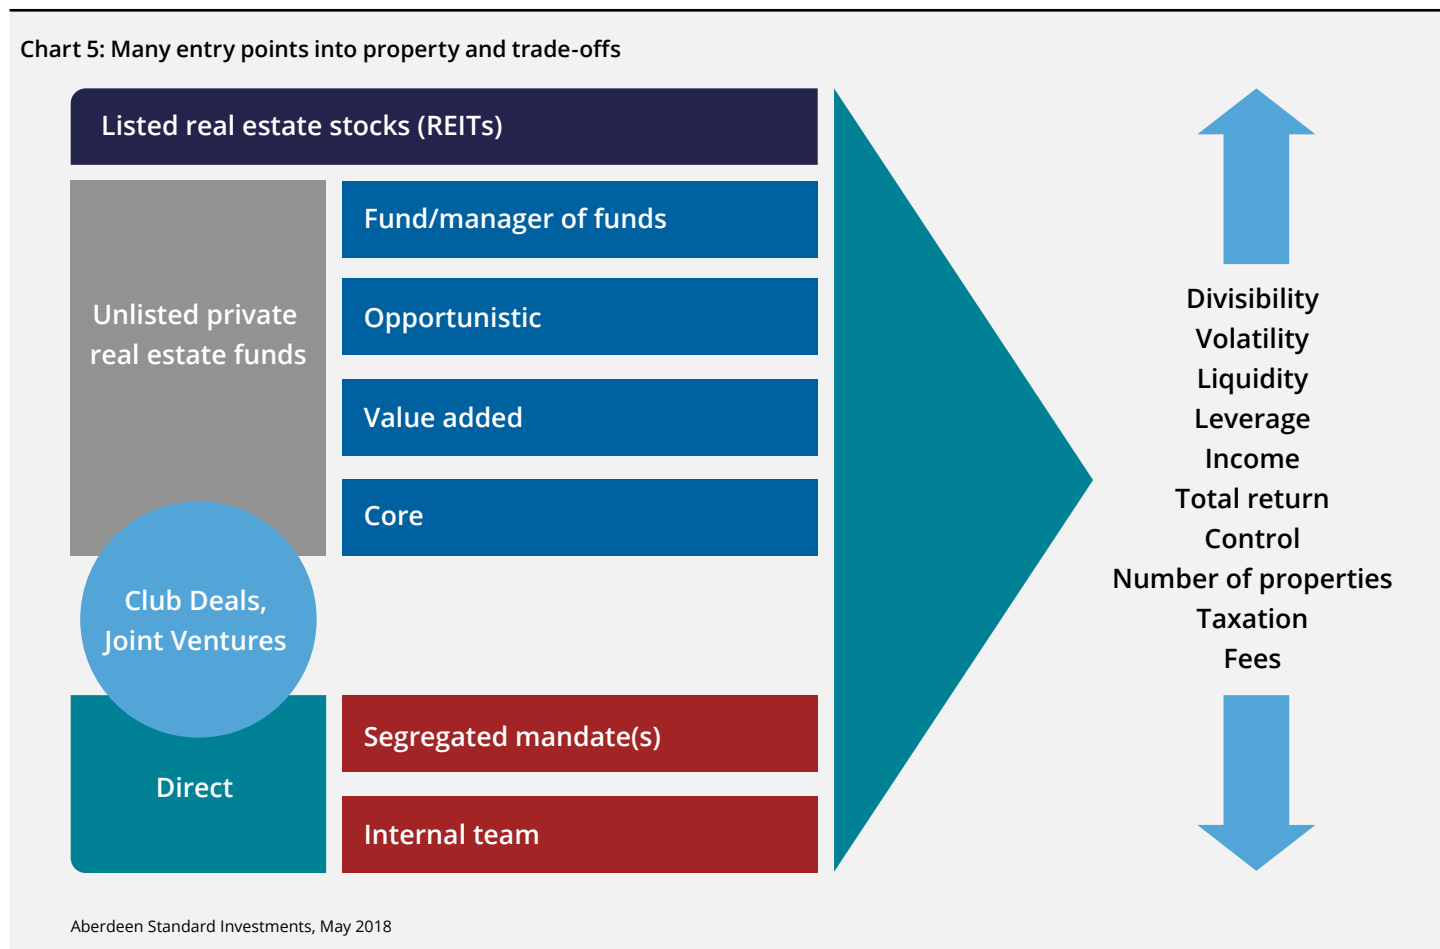 Chart 5: Many entry points into property and trade-offs
Listed real estate stocks (REITs)
Unlisted private
real estate funds
Fund/manager of funds
Opportunistic
Value added
Core
Club Deals,
Joint Ventures
Direct
Segregated mandate(s)
Internal team
Divisibility
Volatility
Liquidity
Leverage
Income
Total return
Control
Number of properties
Taxation
Fees
Aberdeen Standard Investments, May 2018